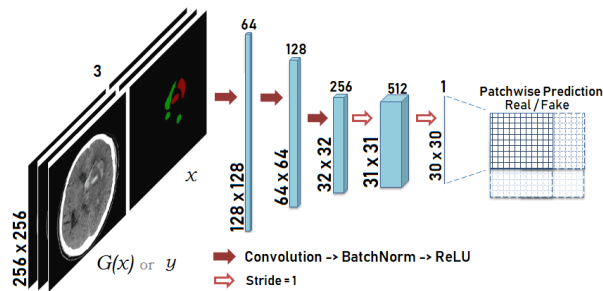 3
256 x 256
G(x) or y
x
64
128 x 128
128
64 x 64
256
32 x 32
512
31 x 31
1
30 x 30
Patchwise Prediction
Real / Fake
Convolution -> BatchNorm -> ReLU
Stride = 1